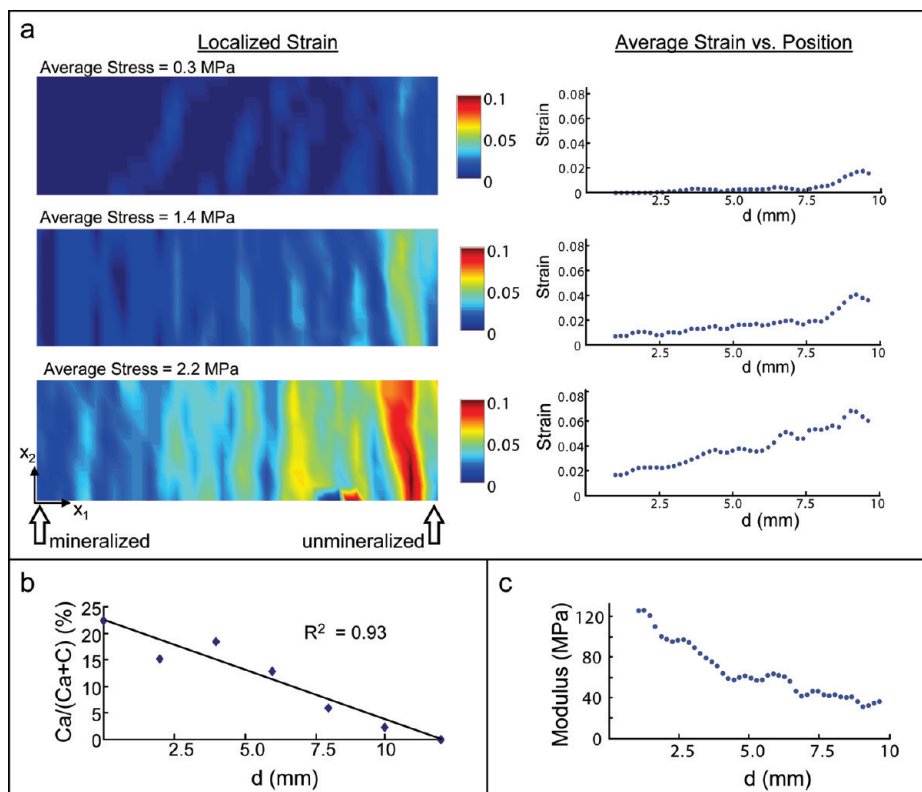 a
Localized Strain
Average Strain vs. Position
Average Stress = 0.3 MPa
0.1
0.05
0
Strain
0.08
0.06
0.04
0.02
0
2.5
5.0
7.5
10
d (mm)
Average Stress = 1.4 MPa
0.1
0.05
0
Strain
0.08
0.06
0.04
0.02
0
2.5
5.0
7.5
10
d (mm)
Average Stress = 2.2 MPa
0.1
0.05
0
x2
x1
mineralized
unmineralized
Strain
0.08
0.06
0.04
0.02
0
2.5
5.0
7.5
10
d (mm)
b
Ca/(Ca+C) (%)
25
20
15
10
5
0
R2 = 0.93
2.5
5.0
7.5
10
d (mm)
c
Modulus (MPa)
120
80
40
0
2.5
5.0
7.5
10
d (mm)